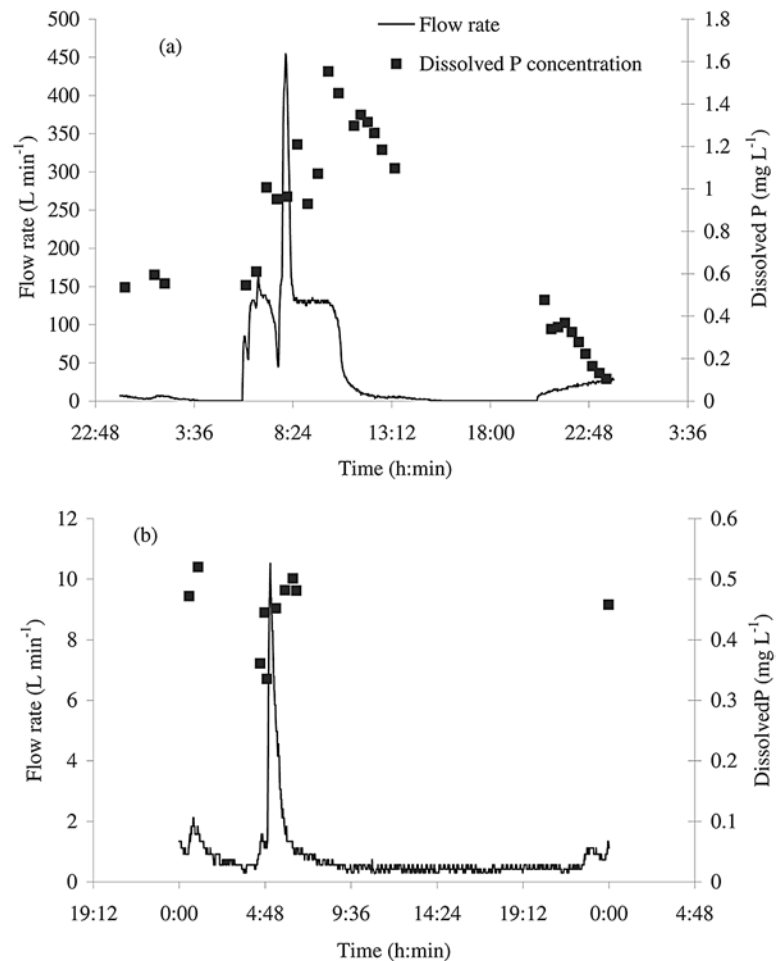 (a)
Flow rate
Dissolved P concentration
Flow rate (L min⁻¹)
500
450
400
350
300
250
200
150
100
50
0
Dissolved P (mg L⁻¹)
1.8
1.6
1.4
1.2
1
0.8
0.6
0.4
0.2
0
22:48 3:36 8:24 13:12 18:00 22:48 3:36
Time (h:min)
(b)
Flow rate (L min⁻¹)
12
10
8
6
4
2
0
DissolvedP (mg L⁻¹)
0.6
0.5
0.4
0.3
0.2
0.1
0
19:12 0:00 4:48 9:36 14:24 19:12 0:00 4:48
Time (h:min)